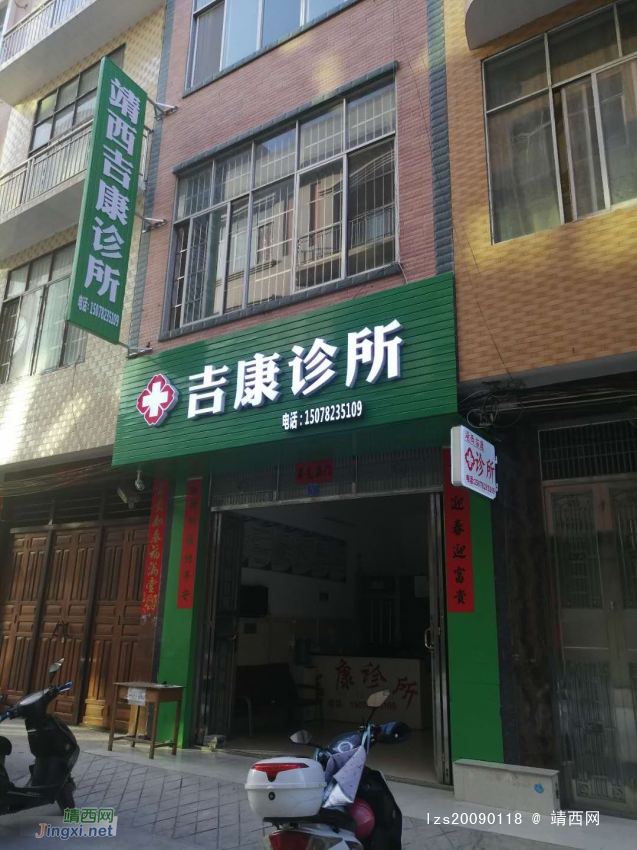 靖西吉康诊所
电话:15078235109
吉康诊所
电话:15078235109
诊所
迎春迎富贵
康诊所
靖西网
Jingxi.net
lzs20090118 @ 靖西网